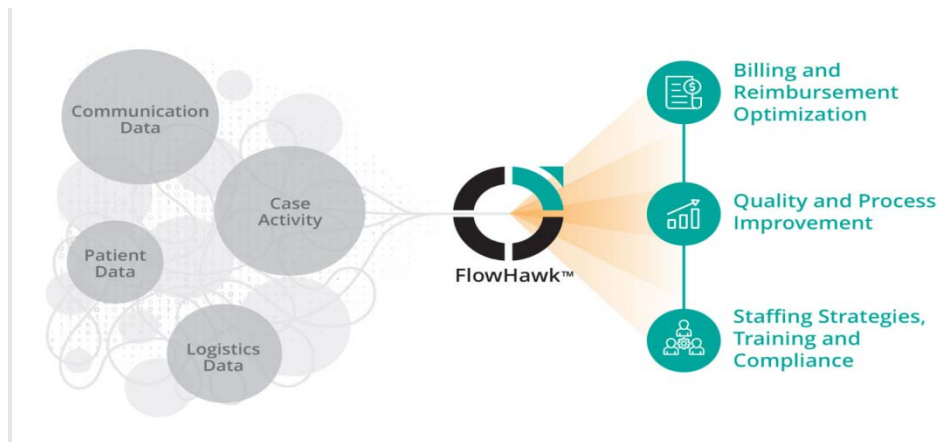 Communication
Data
Case
Activity
Patient
Data
Logistics
Data
FlowHawk™
Billing and
Reimbursement
Optimization
Quality and Process
Improvement
Staffing Strategies,
Training and
Compliance